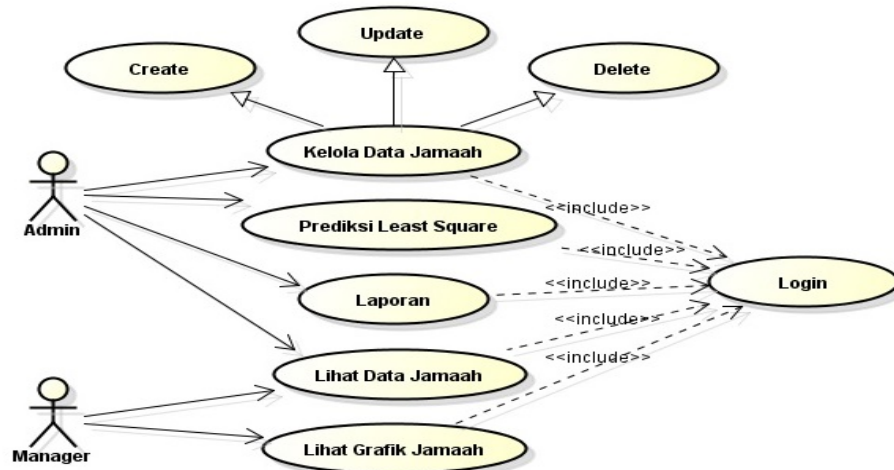 Update
Create
Delete
Kelola Data Jamaah
<<include>>
Prediksi Least Square
<<include>>
Admin
Login
Laporan
<<include>>
<<include>>
<<include>>
Lihat Data Jamaah
Lihat Grafik Jamaah
Manager